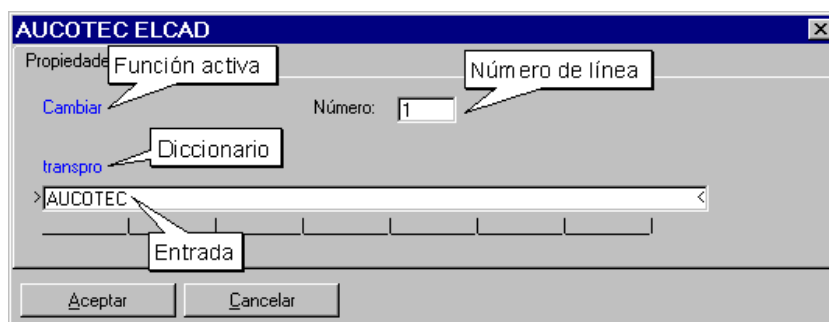 AUCOTEC ELCAD
Propiedade
Función activa
Número de línea
Cambiar
Número:
1
Diccionario
transpro
>AUCOTEC<
Entrada
Aceptar
Cancelar